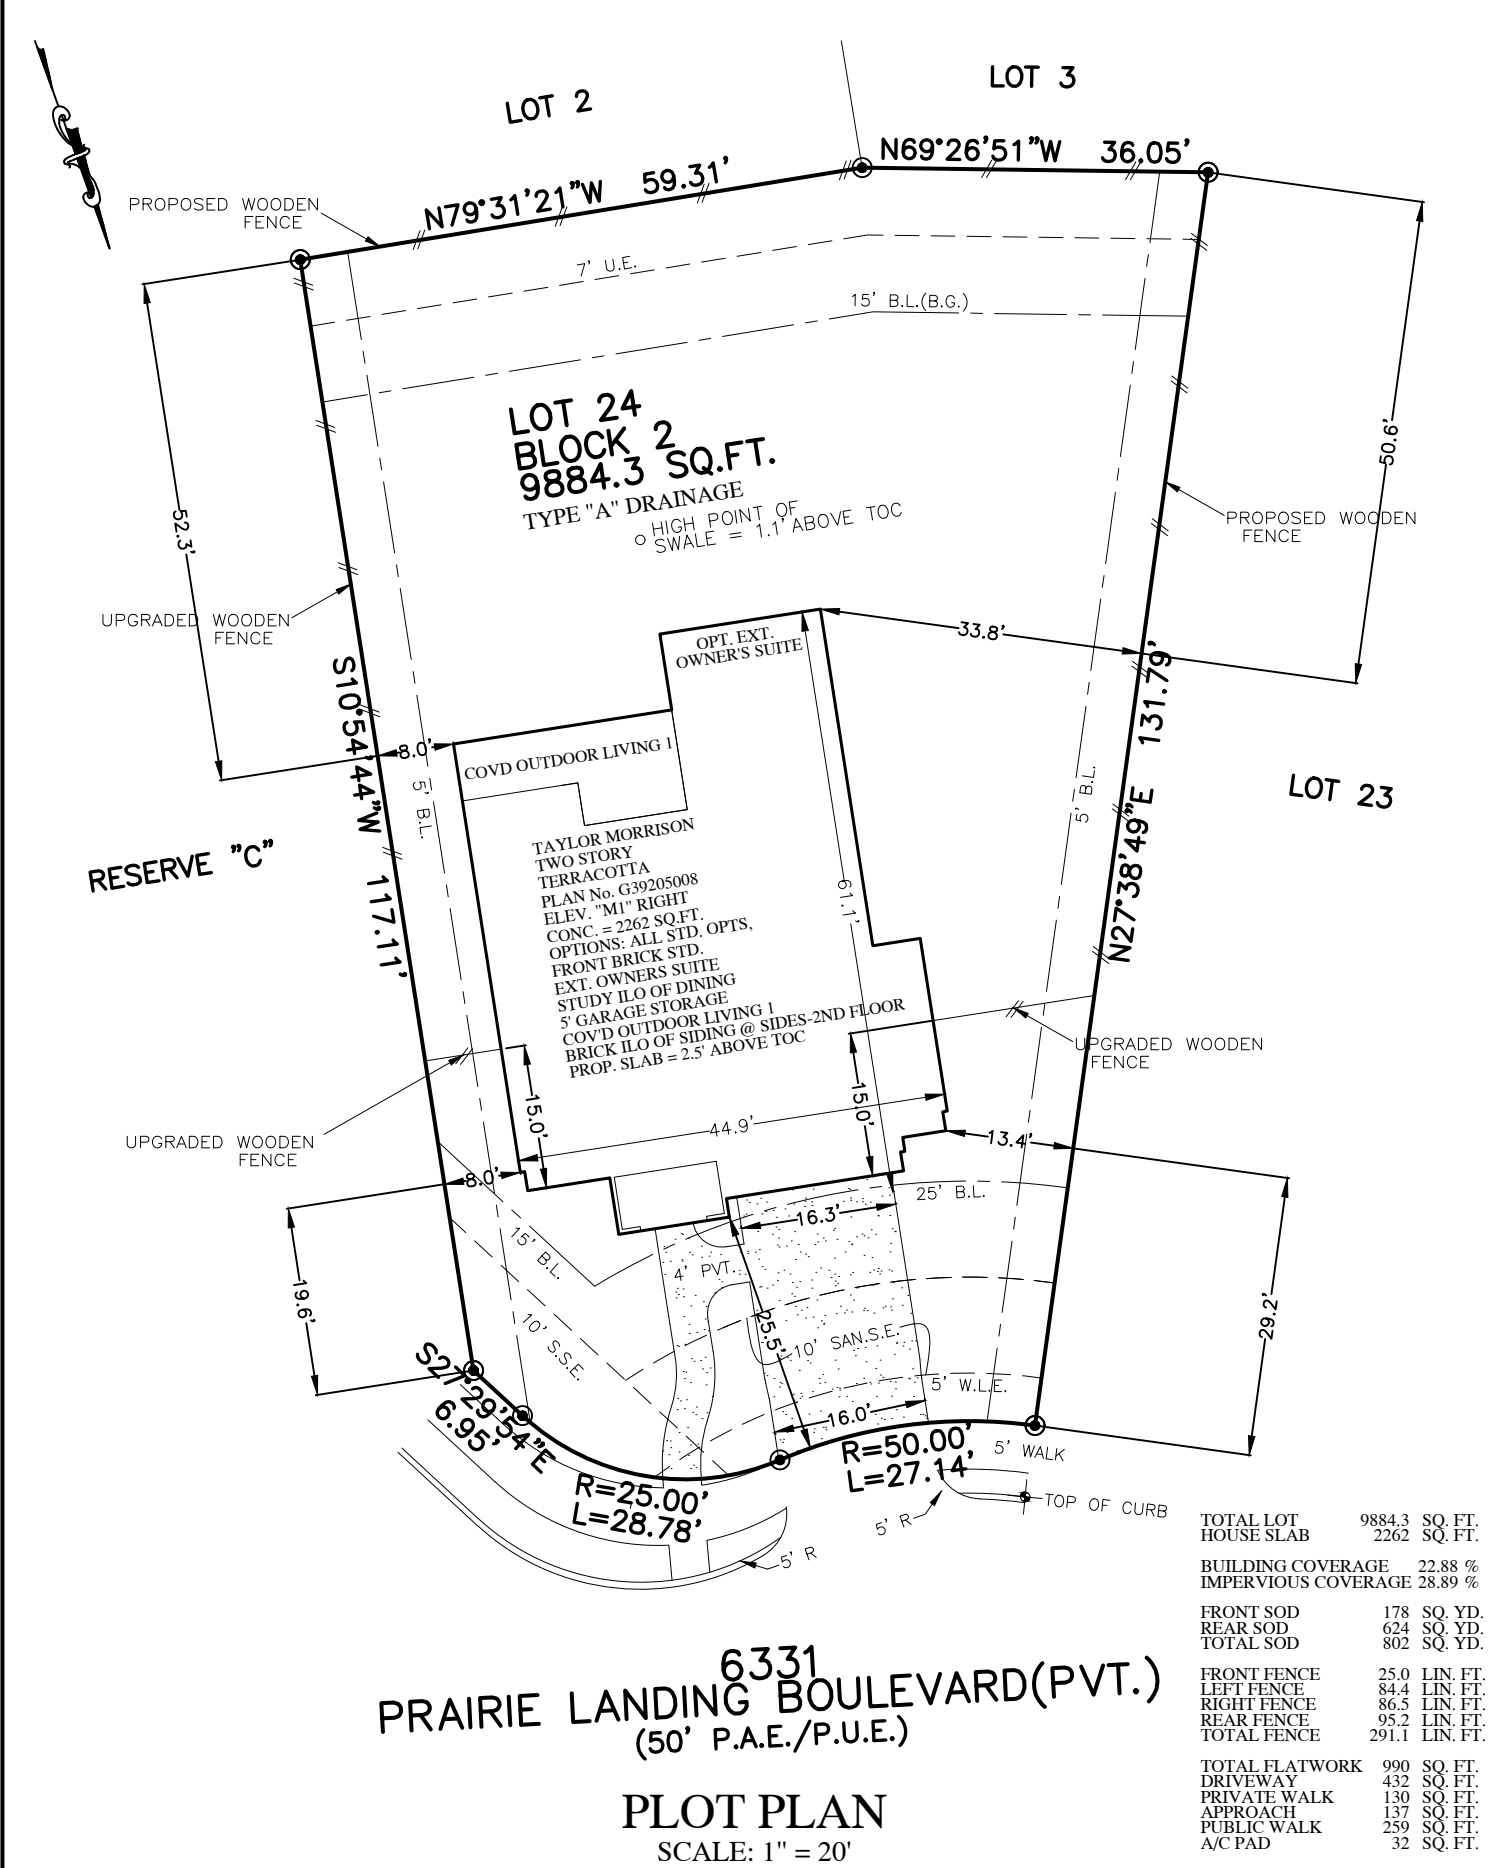 LOT 2
LOT 3
N79°31'21"W 59.31'
N69°26'51"W 36.05'
PROPOSED WOODEN
FENCE
7' U.E.
15' B.L.(B.G.)
LOT 24
BLOCK 2
9884.3 SQ.FT.
TYPE "A" DRAINAGE
HIGH POINT OF
SWALE = 1.1' ABOVE TOC
50.6'
PROPOSED WOODEN
FENCE
52.3'
UPGRADED WOODEN
FENCE
OPT. EXT.
OWNER'S SUITE
33.8'
S10°54'44"W 117.11'
N27°38'49"E 131.79'
8.0'
COVD OUTDOOR LIVING 1
5' B.L.
5' B.L.
LOT 23
RESERVE "C"
TAYLOR MORRISON
TWO STORY
TERRACOTTA
PLAN No. G39205008
ELEV. "M1" RIGHT
CONC. = 2262 SQ.FT.
OPTIONS: ALL STD. OPTS,
FRONT BRICK STD.
EXT. OWNERS SUITE
STUDY ILO OF DINING
5' GARAGE STORAGE
COV'D OUTDOOR LIVING 1
BRICK ILO OF SIDING @ SIDES-2ND FLOOR
PROP. SLAB = 2.5' ABOVE TOC
61.1'
UPGRADED WOODEN
FENCE
15.0'
15.0'
44.9'
UPGRADED WOODEN
FENCE
13.4'
8.0'
25' B.L.
16.3'
15' B.L.
4' PVT.
19.6'
29.2'
25.5'
10' S.S.E.
10' SAN.S.E.
5' W.L.E.
S27°29'54"E
6.95'
16.0'
R=50.00'
L=27.14'
5' WALK
R=25.00'
L=28.78'
TOP OF CURB
5' R
5' R
6331
PRAIRIE LANDING BOULEVARD(PVT.)
(50' P.A.E./P.U.E.)
PLOT PLAN
SCALE: 1" = 20'
TOTAL LOT 9884.3 SQ. FT.
HOUSE SLAB 2262 SQ. FT.
BUILDING COVERAGE 22.88 %
IMPERVIOUS COVERAGE 28.89 %
FRONT SOD 178 SQ. YD.
REAR SOD 624 SQ. YD.
TOTAL SOD 802 SQ. YD.
FRONT FENCE 25.0 LIN. FT.
LEFT FENCE 84.4 LIN. FT.
RIGHT FENCE 86.5 LIN. FT.
REAR FENCE 95.2 LIN. FT.
TOTAL FENCE 291.1 LIN. FT.
TOTAL FLATWORK 990 SQ. FT.
DRIVEWAY 432 SQ. FT.
PRIVATE WALK 130 SQ. FT.
APPROACH 137 SQ. FT.
PUBLIC WALK 259 SQ. FT.
A/C PAD 32 SQ. FT.